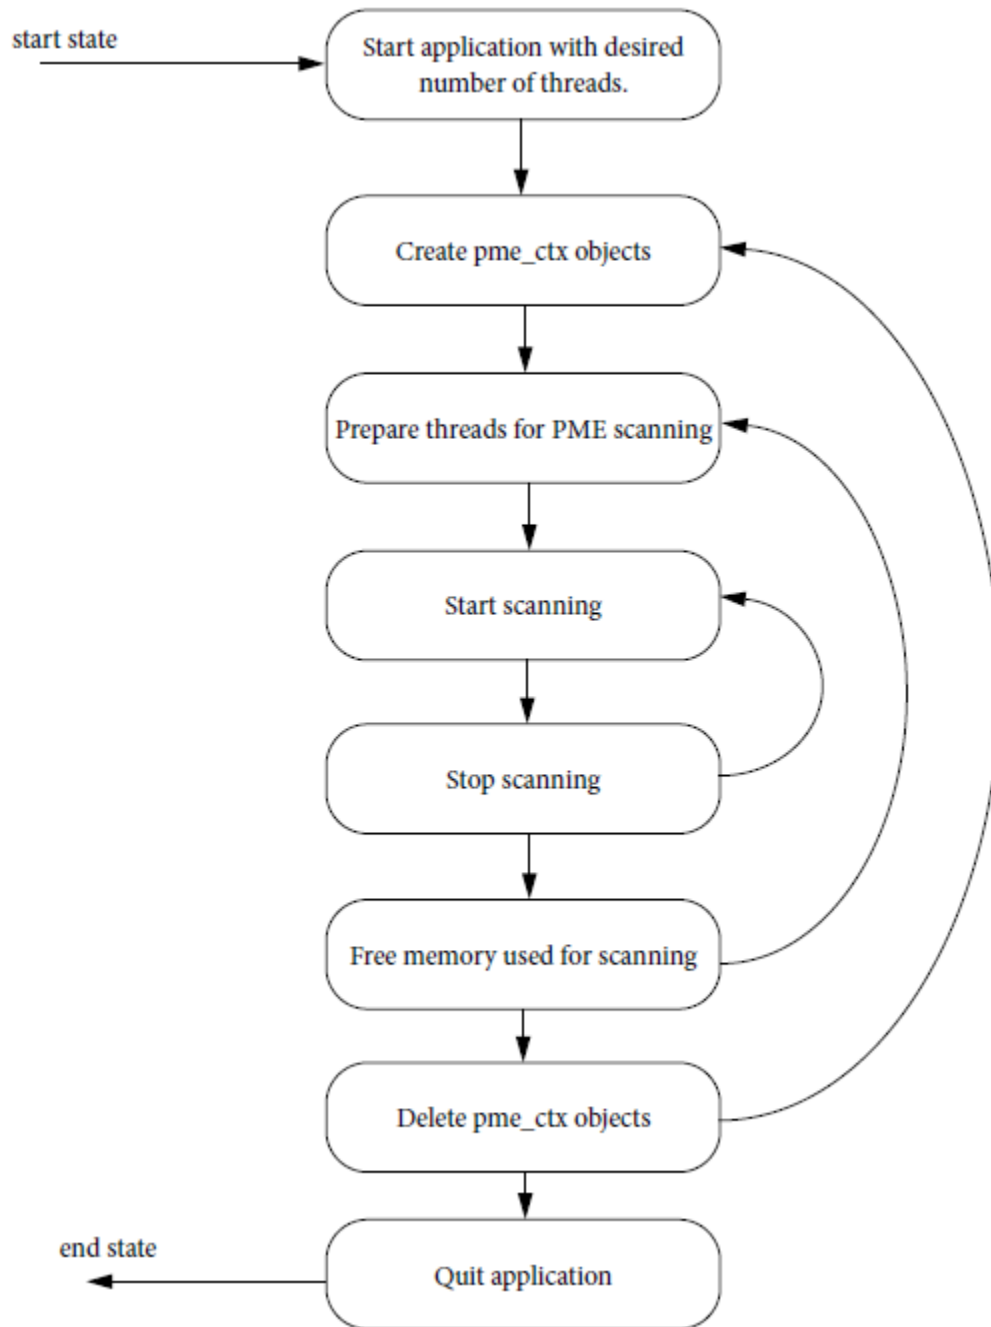 start state
Start application with desired
number of threads.
Create pme_ctx objects
Prepare threads for PME scanning
Start scanning
Stop scanning
Free memory used for scanning
Delete pme_ctx objects
end state
Quit application